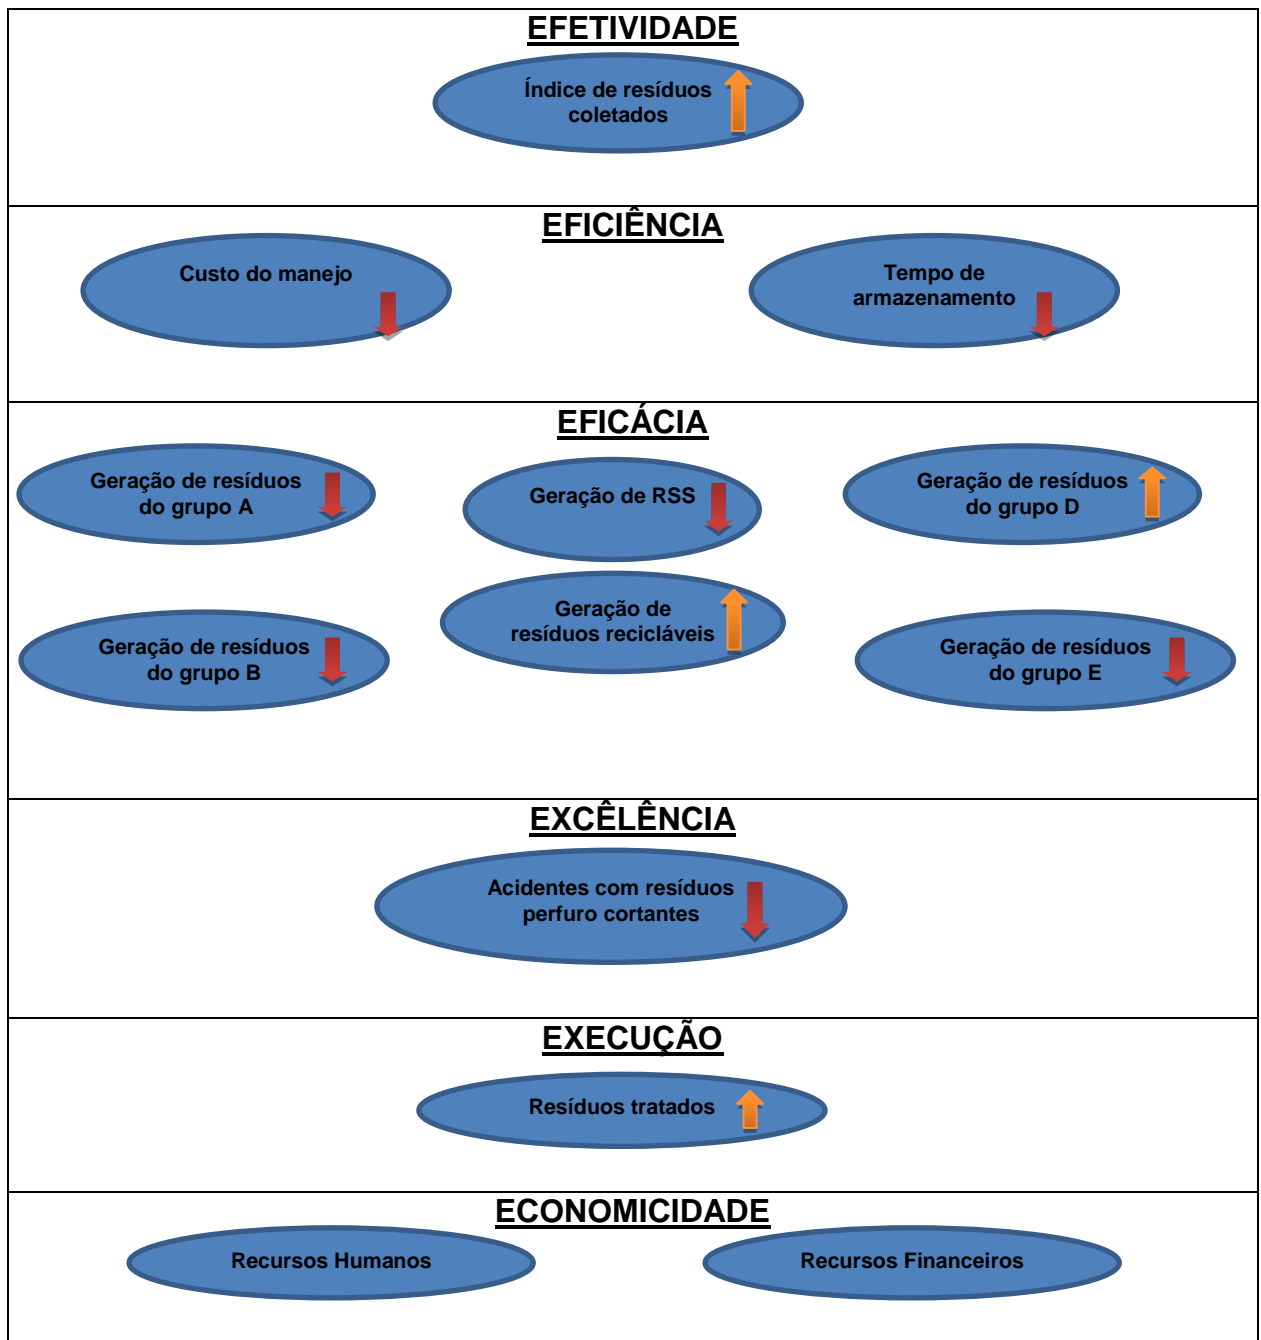 EFETIVIDADE
Índice de resíduos
coletados
EFICIÊNCIA
Custo do manejo
Tempo de
armazenamento
EFICÁCIA
Geração de resíduos
do grupo A
Geração de RSS
Geração de resíduos
do grupo D
Geração de resíduos
do grupo B
Geração de
resíduos recicláveis
Geração de resíduos
do grupo E
EXCÊLÊNCIA
Acidentes com resíduos
perfuro cortantes
EXECUÇÃO
Resíduos tratados
ECONOMICIDADE
Recursos Humanos
Recursos Financeiros